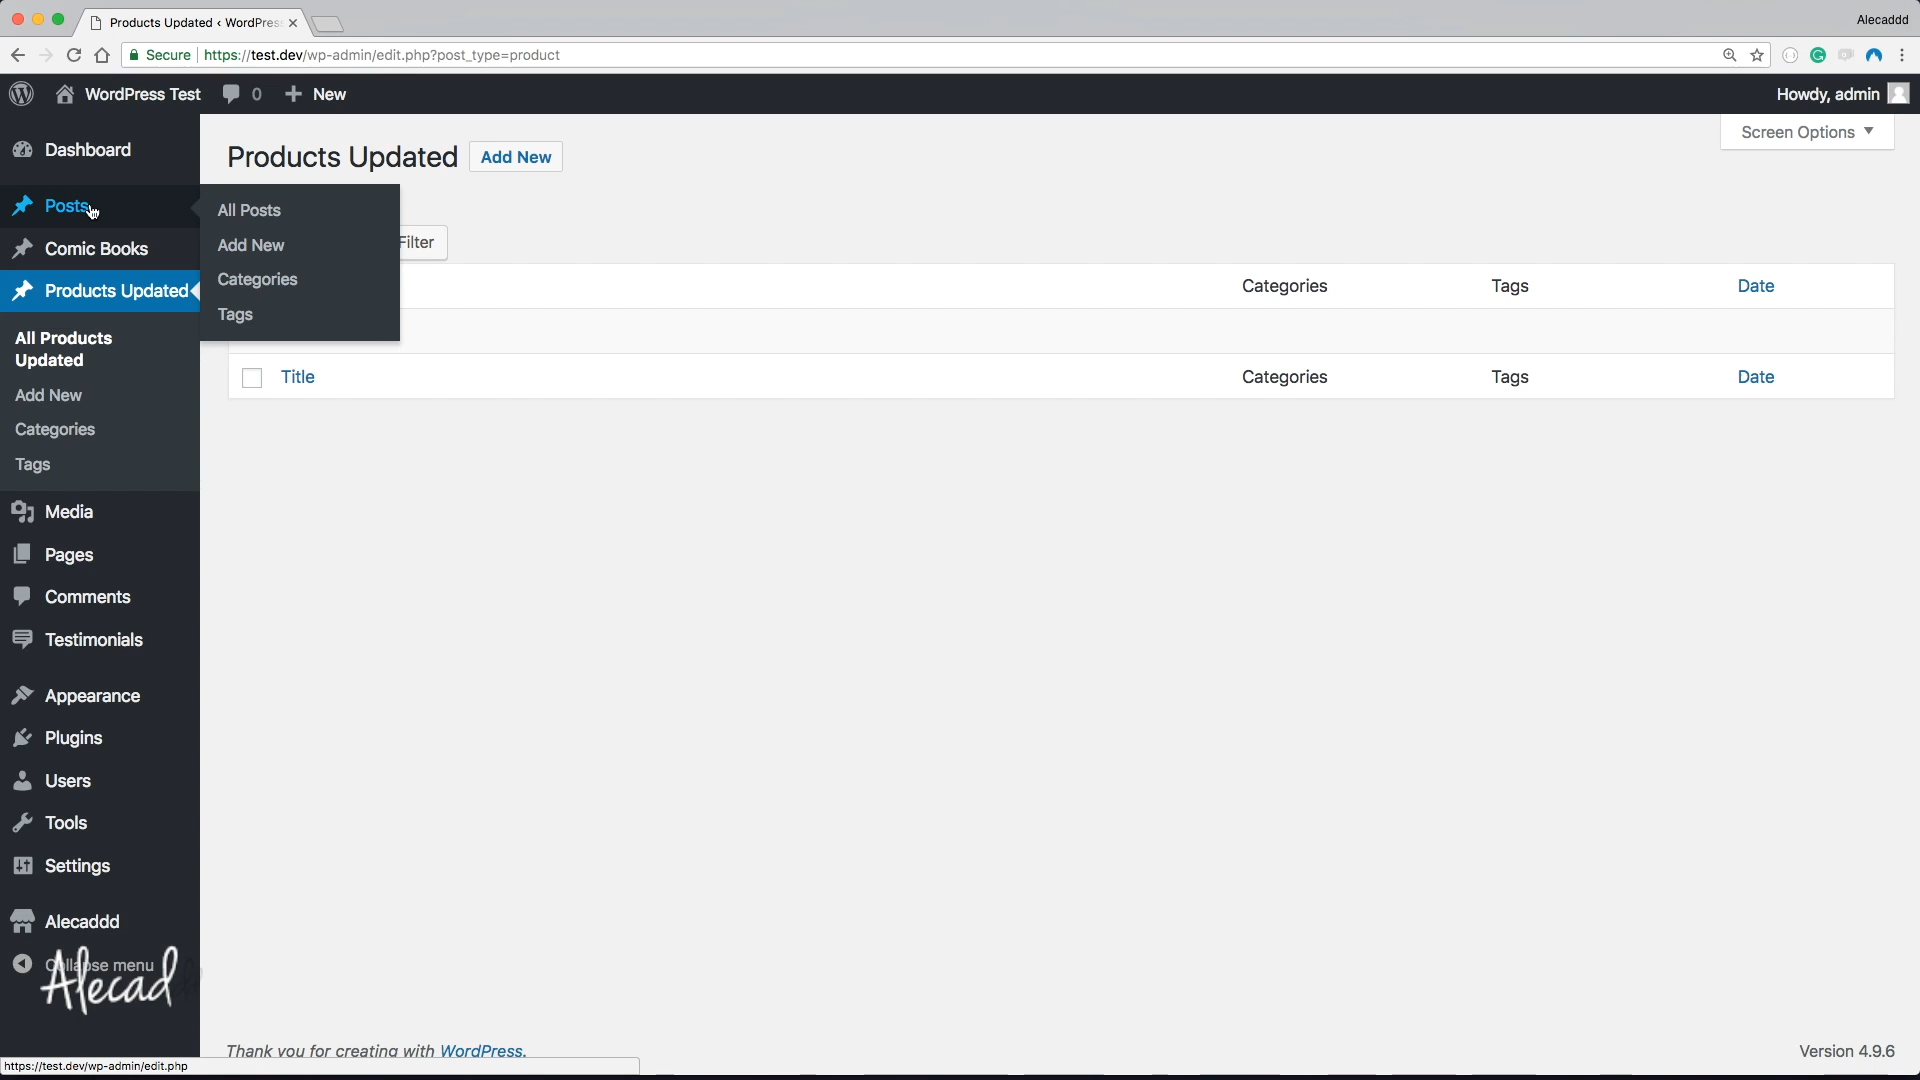 Products Updated ‹ WordPres
Alecaddd
Secure
https://test.dev/wp-admin/edit.php?post_type=product
WordPress Test
0
New
Howdy, admin
Dashboard
Posts
Comic Books
Products Updated
All Products
Updated
Add New
Categories
Tags
Media
Pages
Comments
Testimonials
Appearance
Plugins
Users
Tools
Settings
Alecaddd
Collapse menu
Alecad
All Posts
Add New
Categories
Tags
Products Updated
Add New
Screen Options
Filter
Categories
Tags
Date
Title
Categories
Tags
Date
Thank you for creating with WordPress.
Version 4.9.6
https://test.dev/wp-admin/edit.php